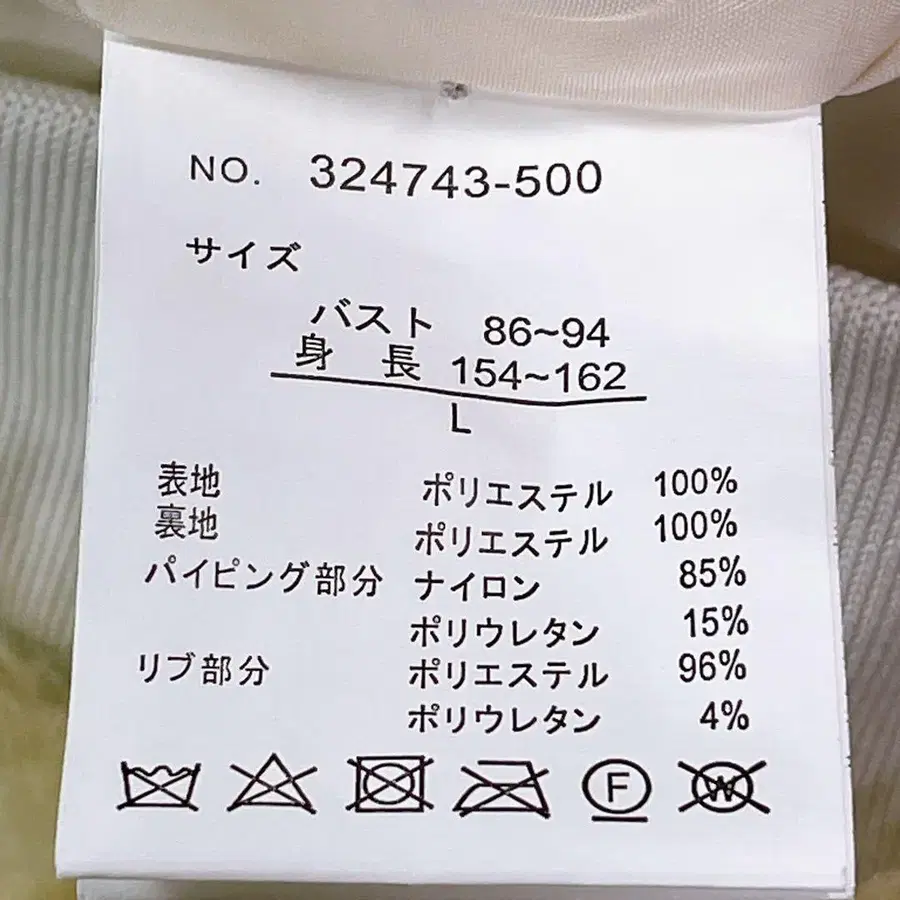 NO. 324743-500
サイズ
バスト 86~94
身 長 154~162
L
表地 ポリエステル 100%
裏地 ポリエステル 100%
パイピング部分 ナイロン 85%
ポリウレタン 15%
リブ部分 ポリエステル 96%
ポリウレタン 4%
F W